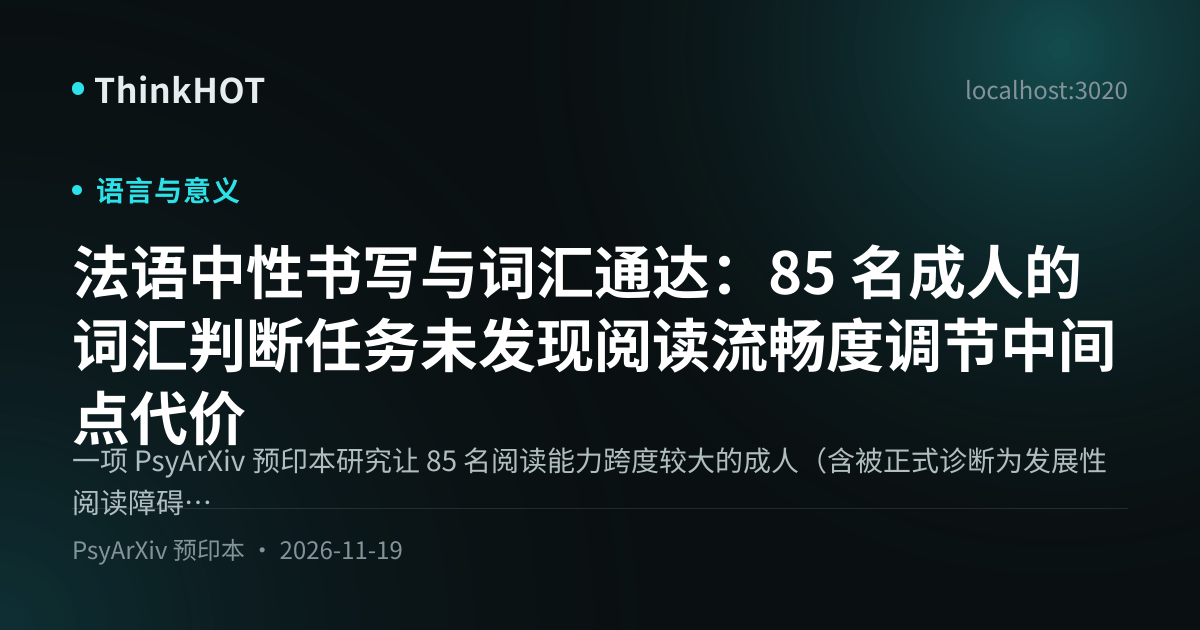 ThinkHOT
localhost:3020
语言与意义
法语中性书写与词汇通达：85 名成人的
词汇判断任务未发现阅读流畅度调节中间
点代价
一项 PsyArXiv 预印本研究让 85 名阅读能力跨度较大的成人（含被正式诊断为发展性
阅读障碍…
PsyArXiv 预印本 · 2026-11-19